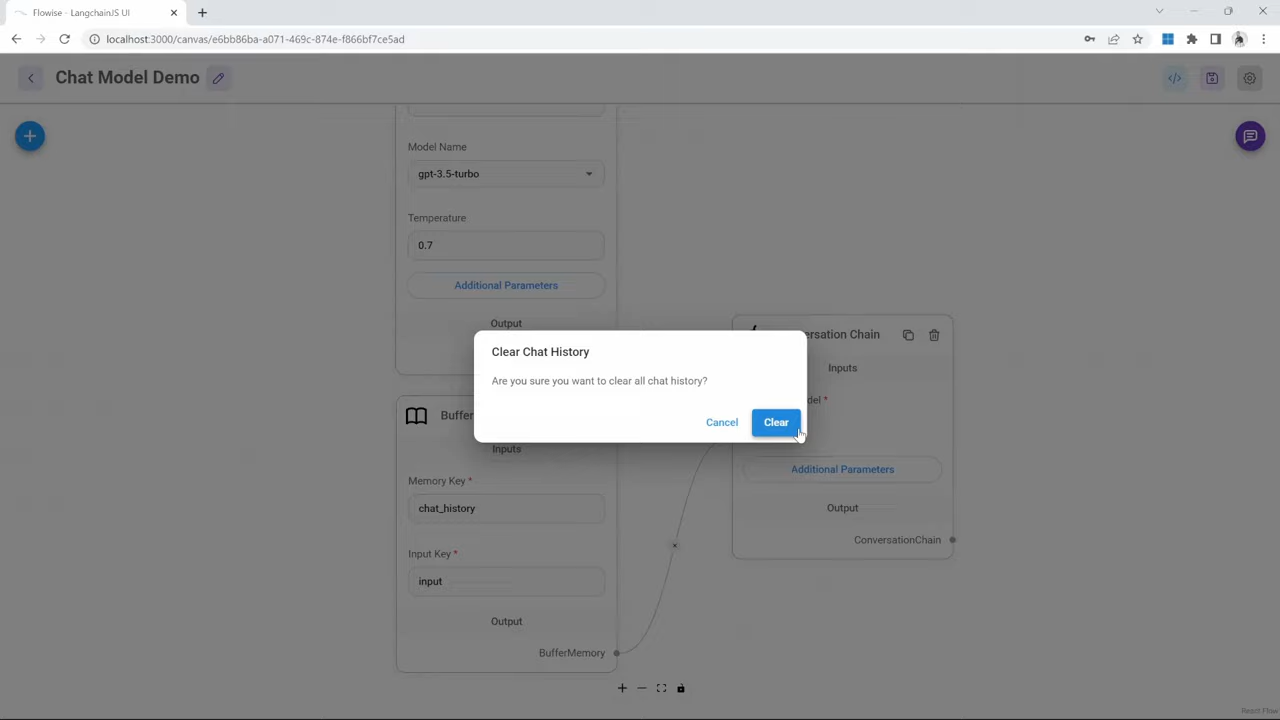 Flowise - LangchainJS UI
localhost:3000/canvas/e6bb86ba-a071-469c-874e-f866bf7ce5ad
Chat Model Demo
Model Name
gpt-3.5-turbo
Temperature
0.7
Additional Parameters
Output
Clear Chat History
Are you sure you want to clear all chat history?
Cancel
Clear
Buffer
Inputs
Memory Key *
chat_history
Input Key *
input
Output
BufferMemory
ersation Chain
Inputs
del *
Additional Parameters
Output
ConversationChain
React Flow